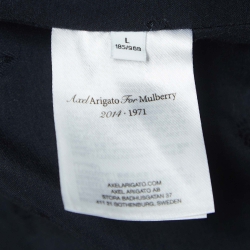 L
185/96B
Axel Arigato For Mulberry
2014 · 1971
AXELARIGATO.COM
AXEL ARIGATO AB
STORA BADHUSGATAN 37
411 21 GOTHENBURG, SWEDEN